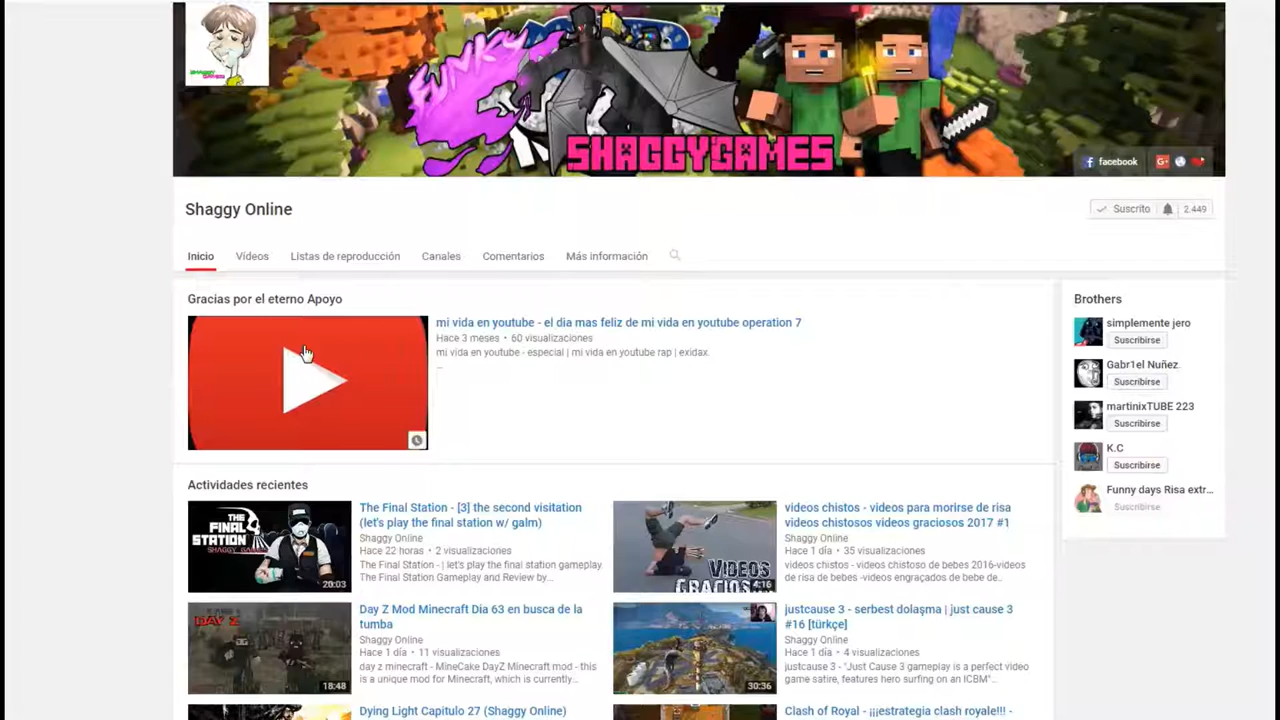 SHAGGY
GAMES
SHAGGYGAMES
facebook
G+
Shaggy Online
Suscrito 2.449
Inicio Vídeos Listas de reproducción Canales Comentarios Más información
Gracias por el eterno Apoyo
mi vida en youtube - el dia mas feliz de mi vida en youtube operation 7
Hace 3 meses • 60 visualizaciones
mi vida en youtube - especial | mi vida en youtube rap | exidax.
...
Brothers
simplemente jero
Suscribirse
Gabr1el Nuñez
Suscribirse
martinixTUBE 223
Suscribirse
K.C
Suscribirse
Funny days Risa extr...
Suscribirse
Actividades recientes
THE
FINAL
STATION
SHAGGY GAMES
20:03
The Final Station - [3] the second visitation
(let's play the final station w/ galm)
Shaggy Online
Hace 22 horas • 2 visualizaciones
The Final Station - | let's play the final station gameplay
The Final Station Gameplay and Review by...
VIDEOS
GRACIOS
4:16
videos chistos - videos para morirse de risa
videos chistosos videos graciosos 2017 #1
Shaggy Online
Hace 1 día • 35 visualizaciones
videos chistos - videos chistoso de bebes 2016-videos
de risa de bebes -videos engraçados de bebe de...
DAY Z
18:48
Day Z Mod Minecraft Dia 63 en busca de la
tumba
Shaggy Online
Hace 1 día • 11 visualizaciones
day z minecraft - MineCake DayZ Minecraft mod - this
is a unique mod for Minecraft, which is currently...
30:36
justcause 3 - serbest dolaşma | just cause 3
#16 [türkçe]
Shaggy Online
Hace 1 día • 4 visualizaciones
justcause 3 - "Just Cause 3 gameplay is a perfect video
game satire, features hero surfing on an ICBM"...
Dying Light Capitulo 27 (Shaggy Online)
Clash of Royal - ¡¡¡estrategia clash royale!!! -